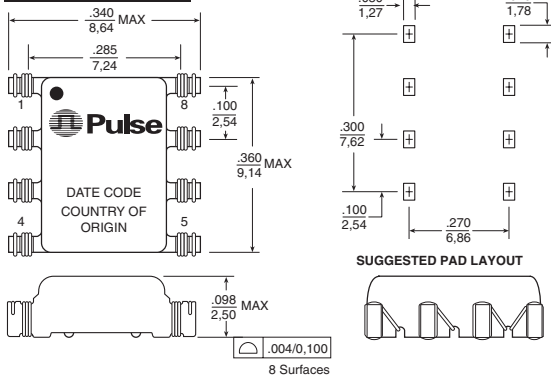 .340
8,64 MAX
.285
7,24
1
8
.100
2,54
Pulse
.360
9,14 MAX
DATE CODE
COUNTRY OF
ORIGIN
4
5
.098
2,50 MAX
.004/0,100
8 Surfaces
1,27
1,78
.300
7,62
.100
2,54
.270
6,86
SUGGESTED PAD LAYOUT